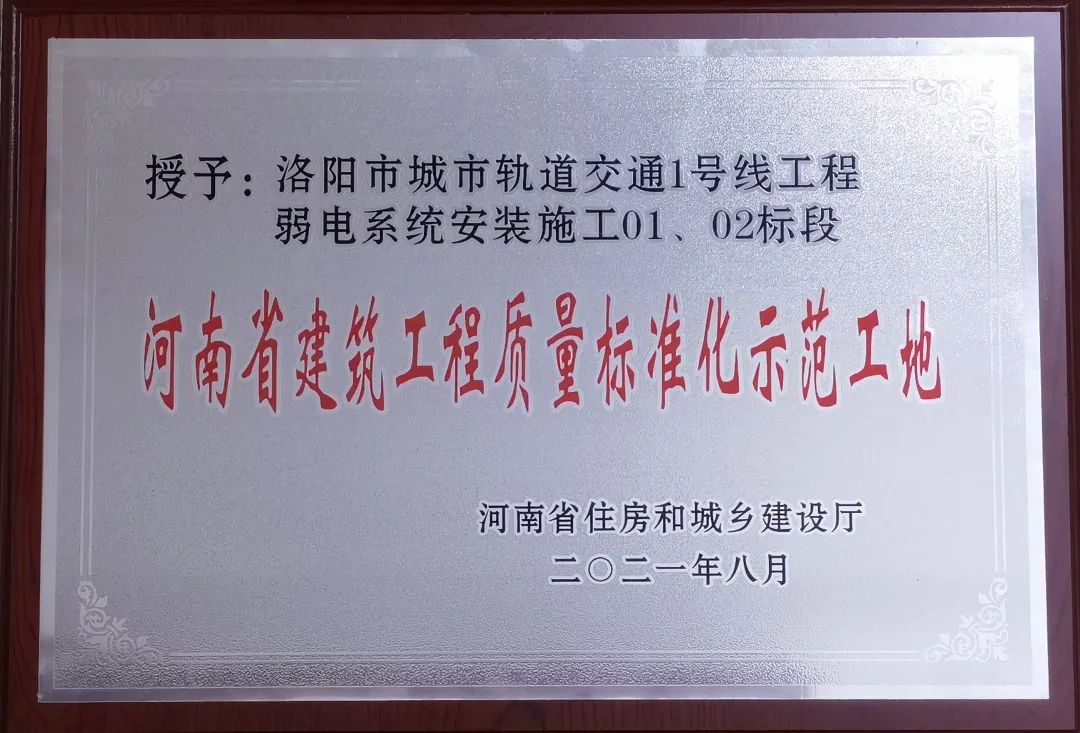 授予：洛阳市城市轨道交通1号线工程
弱电系统安装施工01、02标段
河南省建筑工程质量标准化示范工地
河南省住房和城乡建设厅
二〇二一年八月